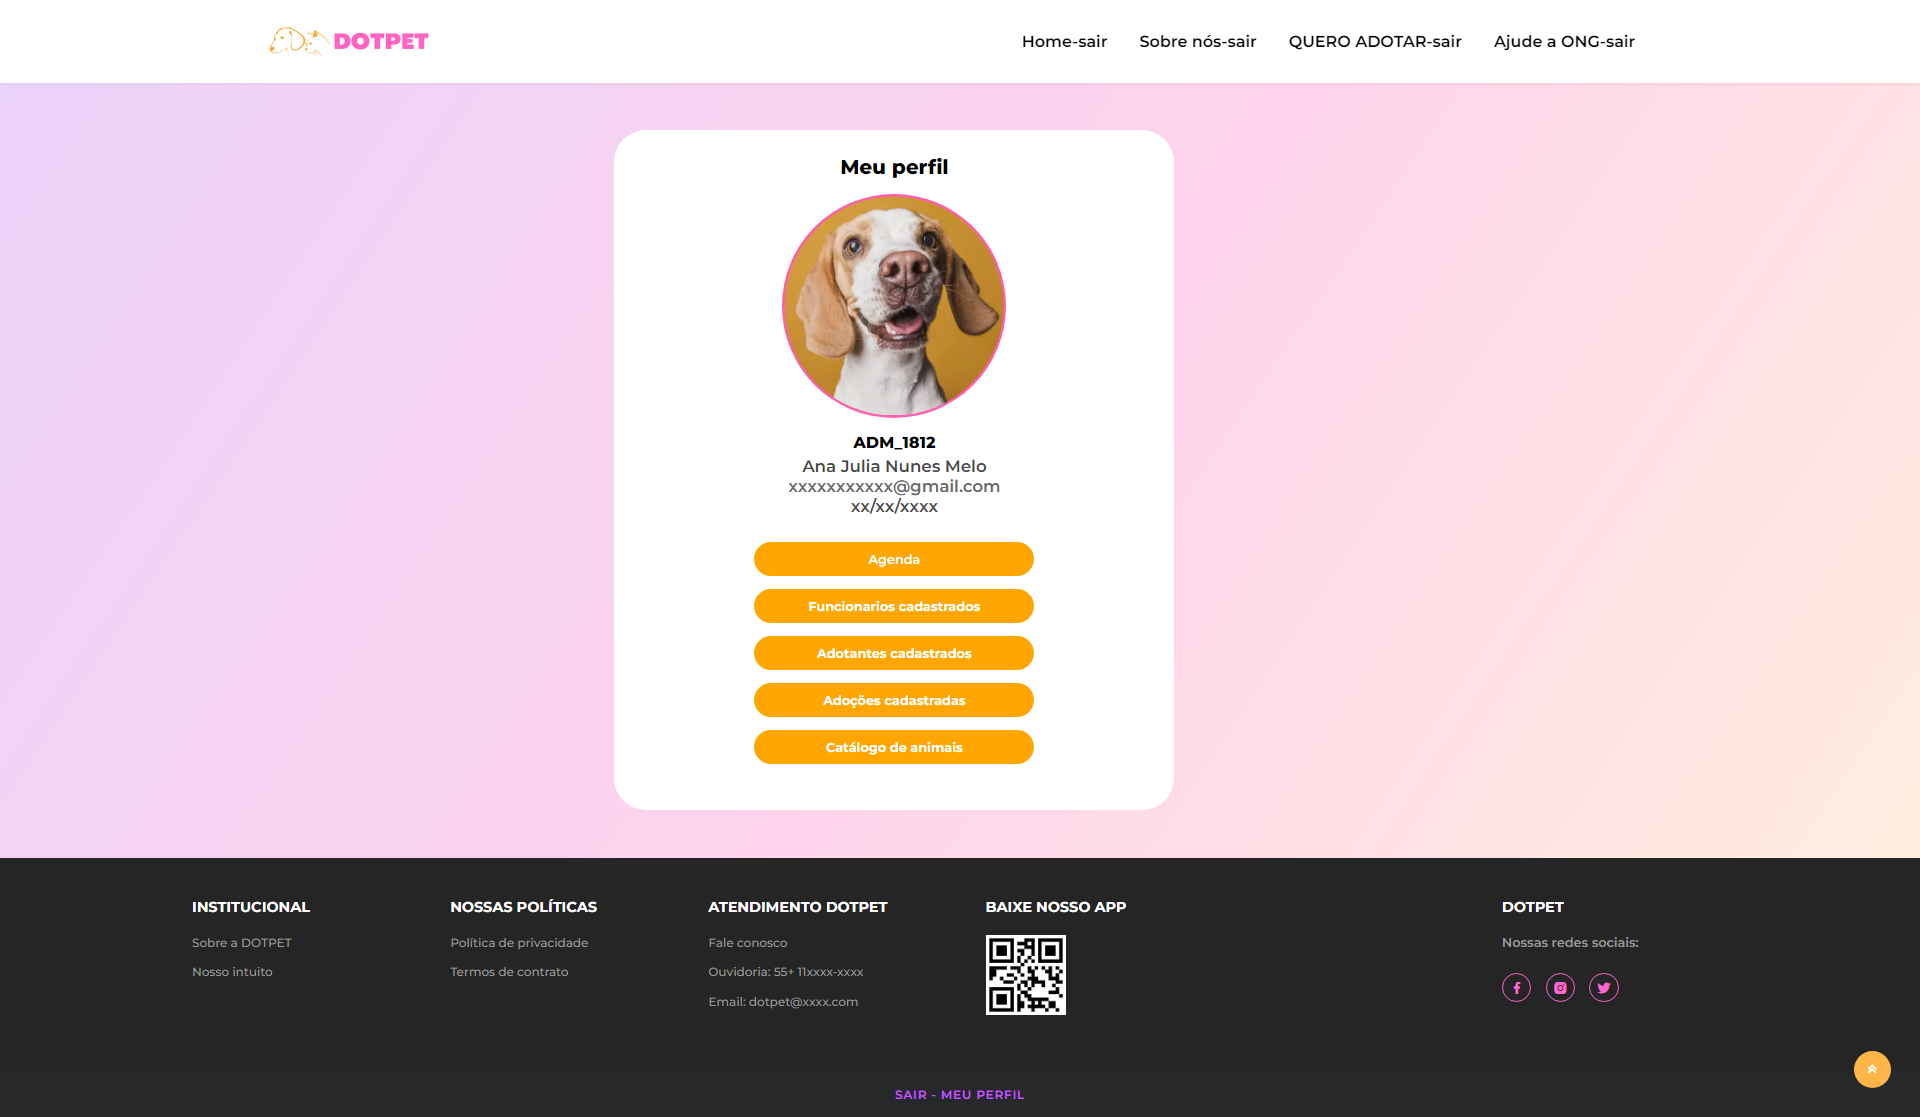 DOTPET
Home-sair
Sobre nós-sair
QUERO ADOTAR-sair
Ajude a ONG-sair
Meu perfil
ADM_1812
Ana Julia Nunes Melo
xxxxxxxxxxx@gmail.com
xx/xx/xxxx
Agenda
Funcionarios cadastrados
Adotantes cadastrados
Adoções cadastradas
Catálogo de animais
INSTITUCIONAL
Sobre a DOTPET
Nosso intuito
NOSSAS POLÍTICAS
Política de privacidade
Termos de contrato
ATENDIMENTO DOTPET
Fale conosco
Ouvidoria: 55+ 11xxxx-xxxx
Email: dotpet@xxxx.com
BAIXE NOSSO APP
DOTPET
Nossas redes sociais:
SAIR - MEU PERFIL